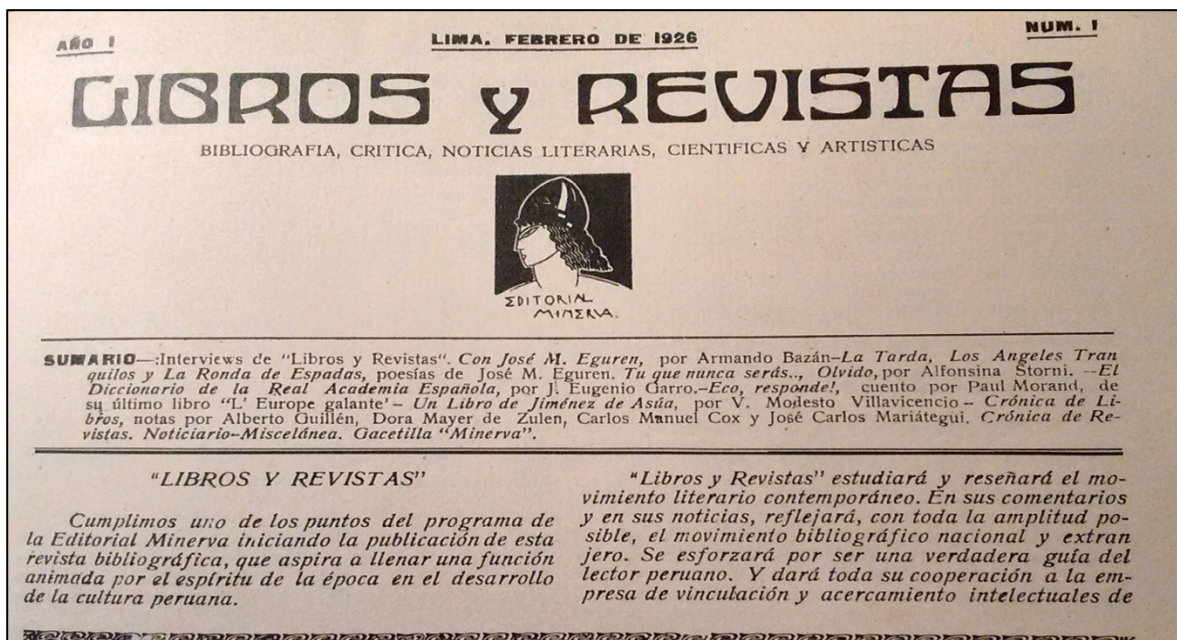 AÑO I
LIMA, FEBRERO DE 1926
NUM. I
LIBROS y REVISTAS
BIBLIOGRAFIA, CRITICA, NOTICIAS LITERARIAS, CIENTIFICAS Y ARTISTICAS
EDITORIAL
MINERVA.
SUMARIO—:Interviews de "Libros y Revistas". Con José M. Eguren, por Armando Bazán-La Tarda, Los Angeles Tran
quilos y La Ronda de Espadas, poesías de José M. Eguren. Tu que nunca serás.., Olvido, por Alfonsina Storni. --El
Diccionario de la Real Academia Española, por J. Eugenio Garro.-Eco, responde!, cuento por Paul Morand, de
su último libro "L' Europe galante'- Un Libro de Jiménez de Asúa, por V. Modesto Villavicencio - Crónica de Li-
bros, notas por Alberto Guillén, Dora Mayer de Zulen, Carlos Manuel Cox y José Carlos Mariátegui. Crónica de Re-
vistas. Noticiario-Miscelánea. Gacetilla "Minerva".
"LIBROS Y REVISTAS"
Cumplimos uno de los puntos del programa de
la Editorial Minerva iniciando la publicación de esta
revista bibliográfica, que aspira a llenar una función
animada por el espíritu de la época en el desarrollo
de la cultura peruana.
"Libros y Revistas" estudiará y reseñará el mo-
vimiento literario contemporáneo. En sus comentarios
y en sus noticias, reflejará, con toda la amplitud po-
sible, el movimiento bibliográfico nacional y extran
jero. Se esforzará por ser una verdadera guía del
lector peruano. Y dará toda su cooperación a la em-
presa de vinculación y acercamiento intelectuales de